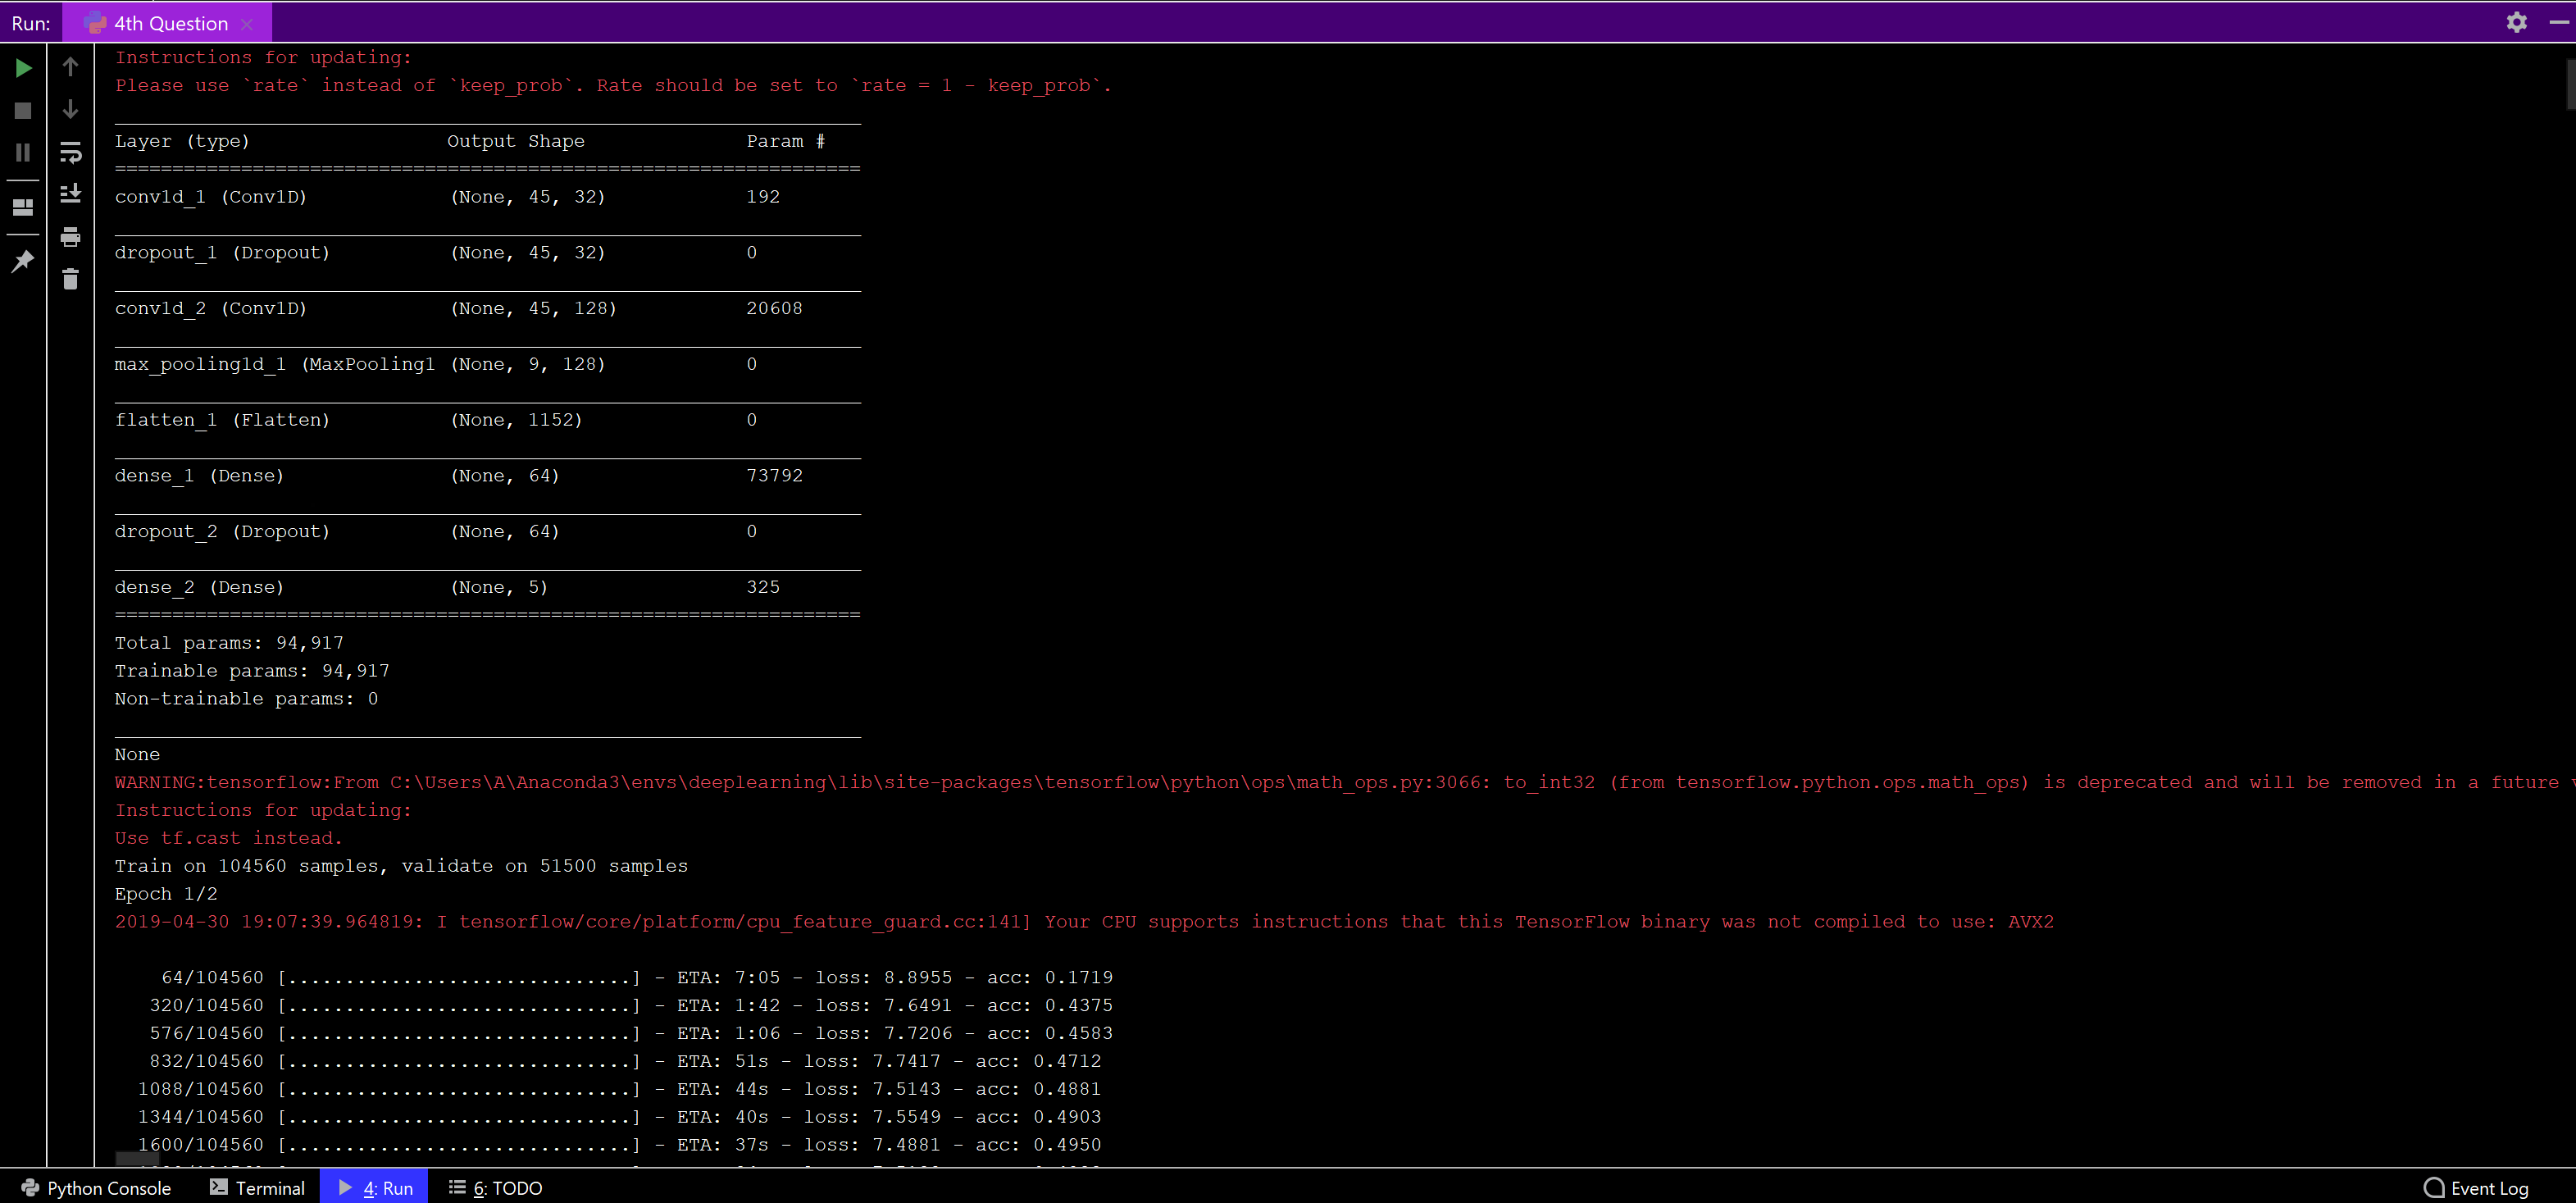 Run: 4th Question
Instructions for updating:
Please use `rate` instead of `keep_prob`. Rate should be set to `rate = 1 - keep_prob`.
Layer (type) Output Shape Param #
=================================================================
conv1d_1 (Conv1D) (None, 45, 32) 192
dropout_1 (Dropout) (None, 45, 32) 0
conv1d_2 (Conv1D) (None, 45, 128) 20608
max_pooling1d_1 (MaxPooling1 (None, 9, 128) 0
flatten_1 (Flatten) (None, 1152) 0
dense_1 (Dense) (None, 64) 73792
dropout_2 (Dropout) (None, 64) 0
dense_2 (Dense) (None, 5) 325
=================================================================
Total params: 94,917
Trainable params: 94,917
Non-trainable params: 0
None
WARNING:tensorflow:From C:\Users\A\Anaconda3\envs\deeplearning\lib\site-packages\tensorflow\python\ops\math_ops.py:3066: to_int32 (from tensorflow.python.ops.math_ops) is deprecated and will be removed in a future
Instructions for updating:
Use tf.cast instead.
Train on 104560 samples, validate on 51500 samples
Epoch 1/2
2019-04-30 19:07:39.964819: I tensorflow/core/platform/cpu_feature_guard.cc:141] Your CPU supports instructions that this TensorFlow binary was not compiled to use: AVX2
64/104560 [..............................] - ETA: 7:05 - loss: 8.8955 - acc: 0.1719
320/104560 [..............................] - ETA: 1:42 - loss: 7.6491 - acc: 0.4375
576/104560 [..............................] - ETA: 1:06 - loss: 7.7206 - acc: 0.4583
832/104560 [..............................] - ETA: 51s - loss: 7.7417 - acc: 0.4712
1088/104560 [..............................] - ETA: 44s - loss: 7.5143 - acc: 0.4881
1344/104560 [..............................] - ETA: 40s - loss: 7.5549 - acc: 0.4903
1600/104560 [..............................] - ETA: 37s - loss: 7.4881 - acc: 0.4950
Python Console Terminal 4: Run 6: TODO Event Log